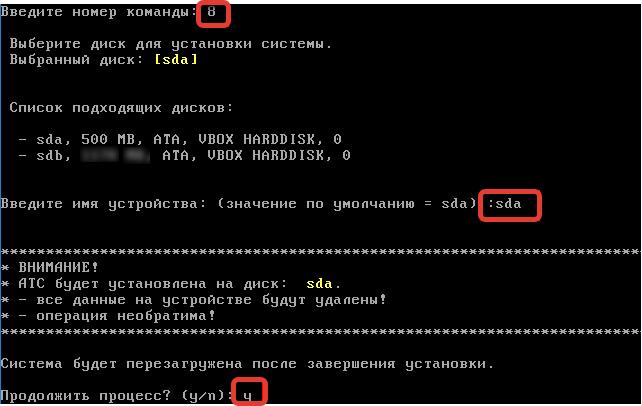 Введите номер команды: 8
Выберите диск для установки системы.
Выбранный диск: [sda]
Список подходящих дисков:
- sda, 500 MB, ATA, VBOX HARDDISK, 0
- sdb, ATA, VBOX HARDDISK, 0
Введите имя устройства: (значение по умолчанию = sda) :sda
************************************************************************
* ВНИМАНИЕ!
* АТС будет установлена на диск: sda.
* - все данные на устройстве будут удалены!
* - операция необратима!
************************************************************************
Система будет перезагружена после завершения установки.
Продолжить процесс? (y/n): y